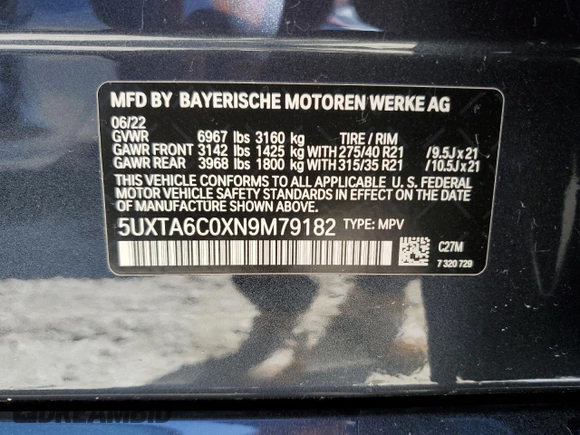 MFD BY BAYERISCHE MOTOREN WERKE AG
06/22
GVWR 6967 lbs 3160 kg TIRE / RIM
GAWR FRONT 3142 lbs 1425 kg WITH 275/40 R21 /9.5J x 21
GAWR REAR 3968 lbs 1800 kg WITH 315/35 R21 /10.5J x 21
THIS VEHICLE CONFORMS TO ALL APPLICABLE U. S. FEDERAL
MOTOR VEHICLE SAFETY STANDARDS IN EFFECT ON THE
DATE OF MANUFACTURE SHOWN ABOVE.
5UXTA6C0XN9M79182 TYPE: MPV
C27M
7 320 729
DREAMBID